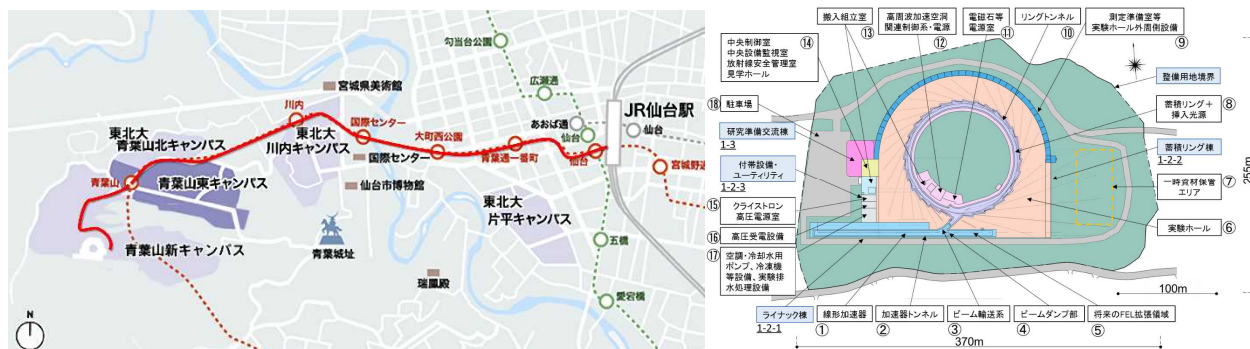 勾当台公園
広瀬通
宮城県美術館
JR仙台駅
川内
国際センター
あおば通
仙台
仙台
東北大
青葉山北キャンパス
東北大
川内キャンパス
大町西公園
青葉通一番町
仙台
宮城野通
国際センター
青葉山
青葉山東キャンパス
仙台市博物館
東北大
片平キャンパス
青葉山新キャンパス
青葉城址
五橋
瑞鳳殿
愛宕橋
N
搬入組立室
⑬
高周波加速空洞
関連制御系・電源
⑫
電磁石等
電源室
⑪
リングトンネル
⑩
測定準備室等
実験ホール外周側設備
⑨
中央制御室
中央設備監視室
放射線安全管理室
見学ホール
⑭
整備用地境界
⑱
駐車場
蓄積リング+
挿入光源
⑧
研究準備交流棟
1-3
蓄積リング棟
1-2-2
付帯設備・
ユーティリティ
1-2-3
一時資材保管
エリア
⑦
⑮
クライストロン
高圧電源室
実験ホール
⑥
⑯
高圧受電設備
⑰
空調・冷却水用
ポンプ、冷凍機
等設備、実験排
水処理設備
255m
100m
ライナック棟
1-2-1
線形加速器
①
加速器トンネル
②
ビーム輸送系
③
ビームダンプ部
④
将来のFEL拡張領域
⑤
370m